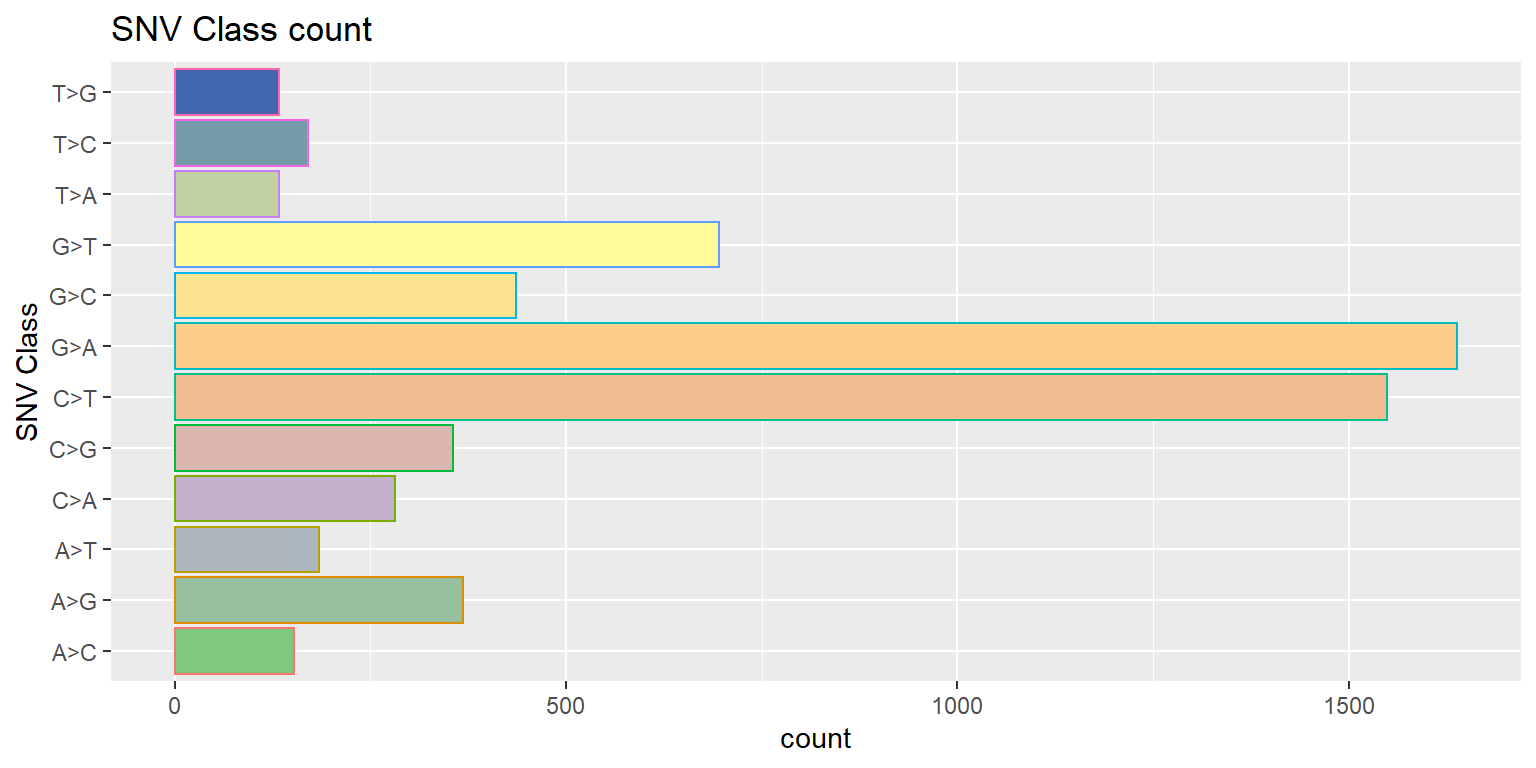 SNV Class count
SNV Class
T>G
T>C
T>A
G>T
G>C
G>A
C>T
C>G
C>A
A>T
A>G
A>C
0 500 1000 1500
count